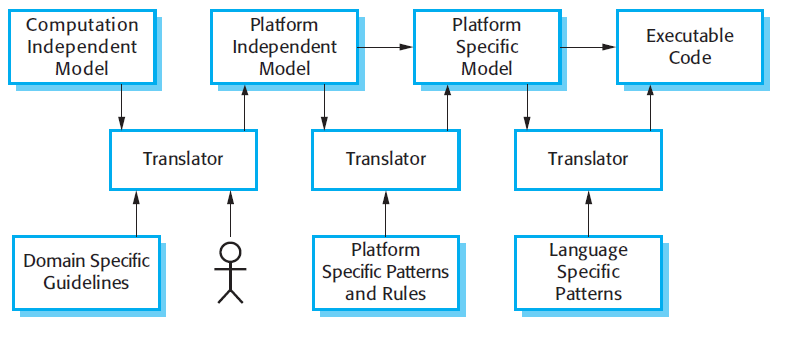 Computation
Independent
Model
Platform
Independent
Model
Platform
Specific
Model
Executable
Code
Translator
Translator
Translator
Domain Specific
Guidelines
Platform
Specific Patterns
and Rules
Language
Specific
Patterns